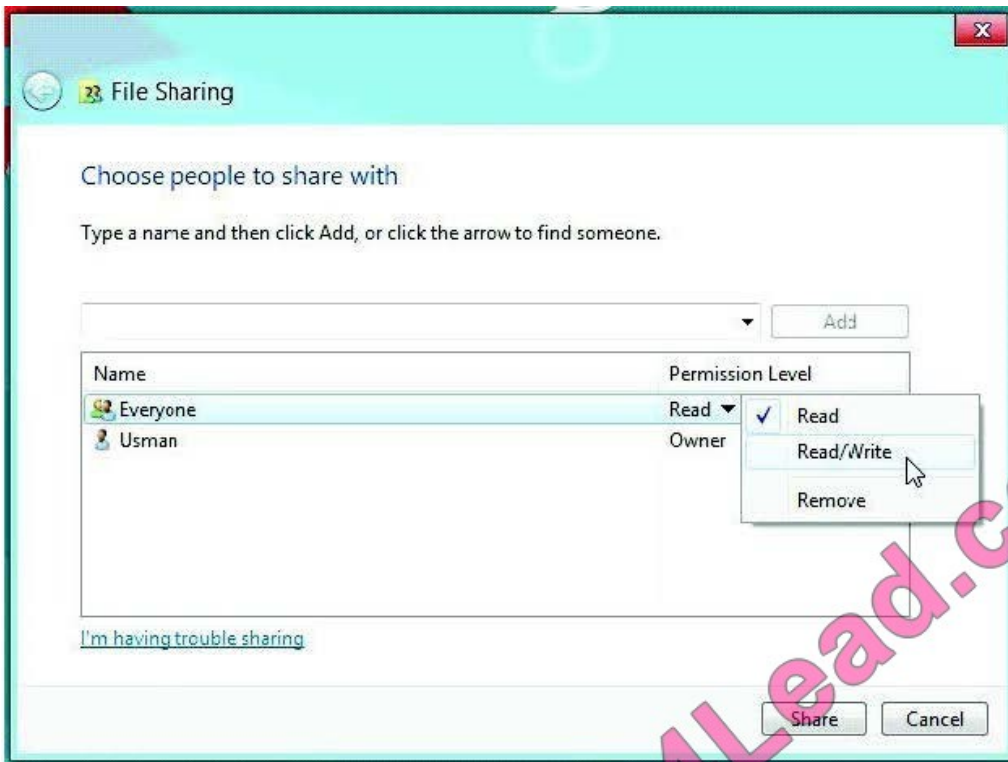 File Sharing
Choose people to share with
Type a name and then click Add, or click the arrow to find someone.
Add
Name Permission Level
Everyone Read
Usman Owner
Read
Read/Write
Remove
I'm having trouble sharing
Share Cancel